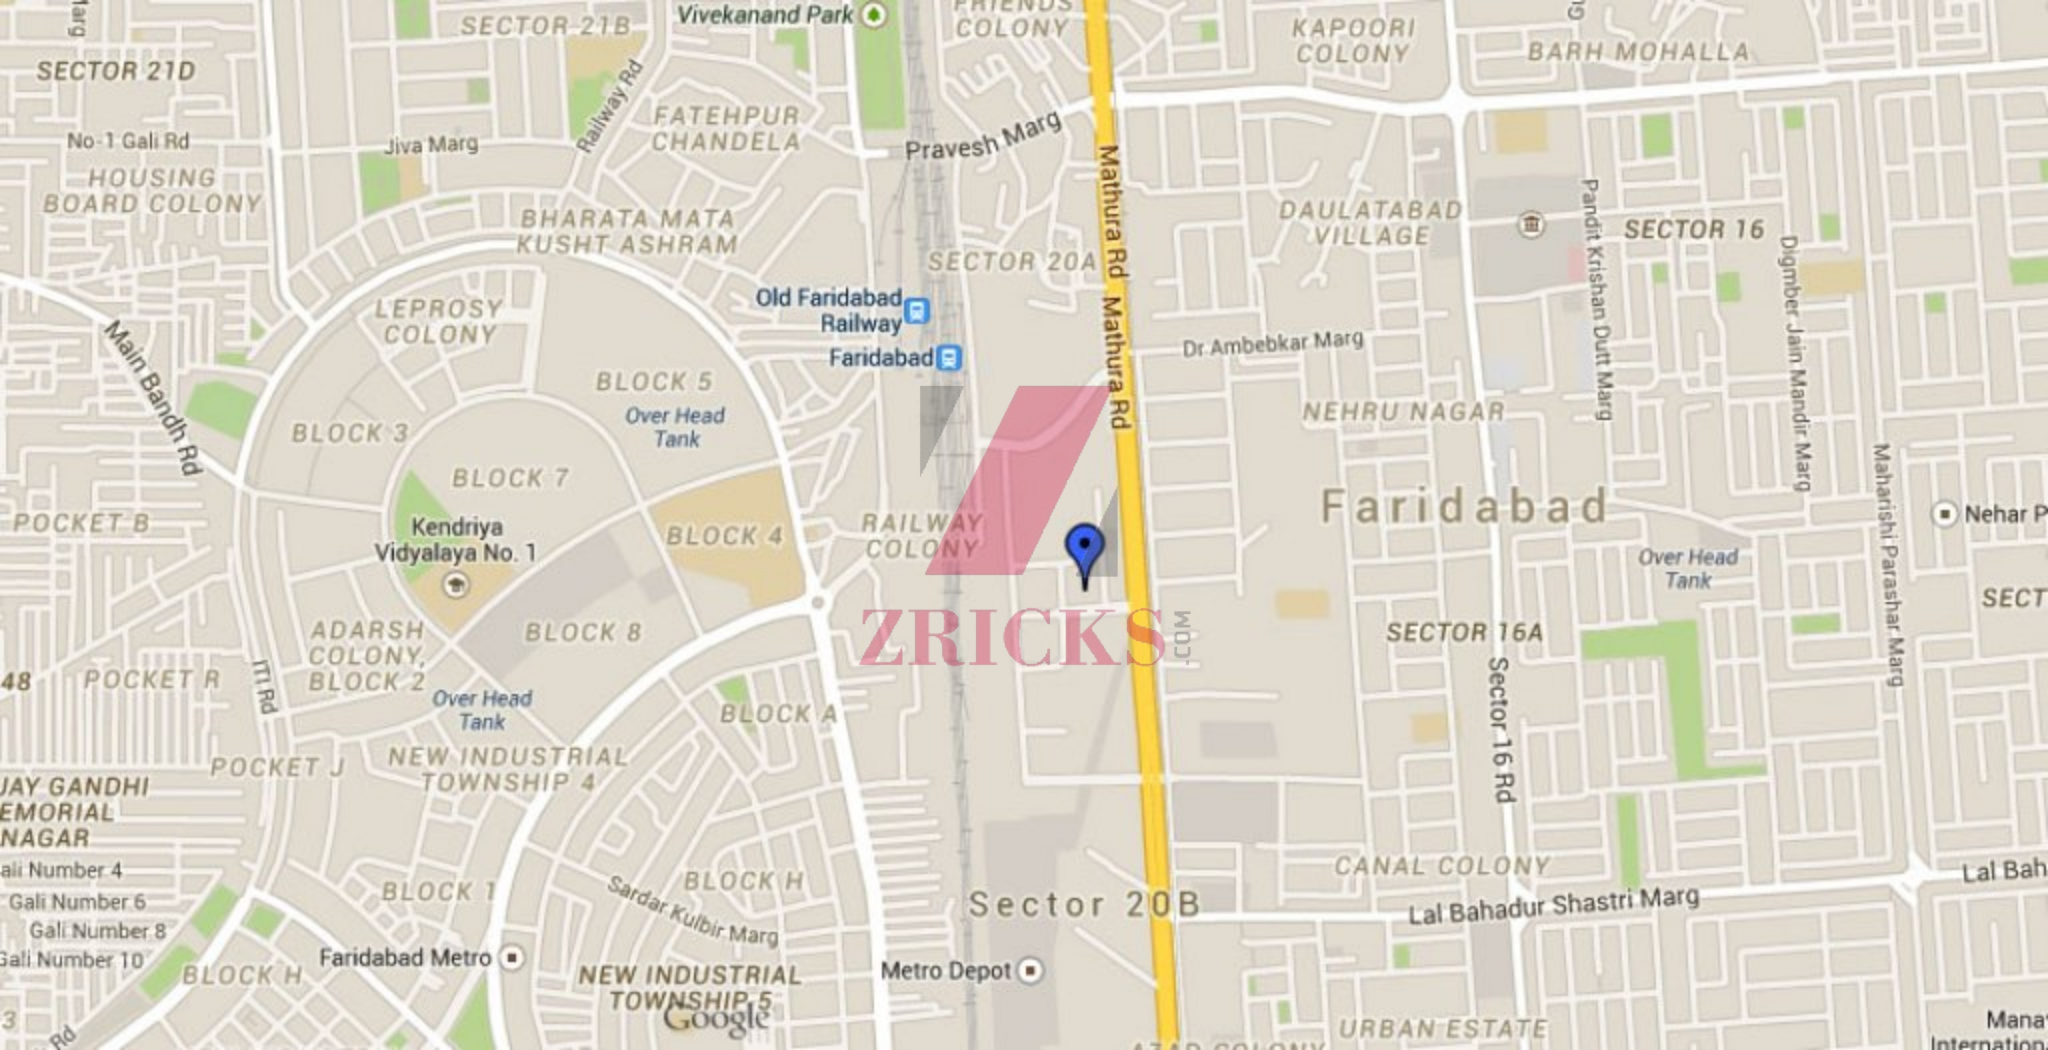 SECTOR 21B
Vivekanand Park
COLONY
KAPOORI
COLONY
BARH MOHALLA
SECTOR 21D
Railway Rd
FATEHPUR
CHANDELA
No-1 Gali Rd
Jiva Marg
Pravesh Marg
HOUSING
BOARD COLONY
BHARATA MATA
KUSHT ASHRAM
SECTOR 20A
Mathura Rd
Mathura Rd
DAULATABAD
VILLAGE
Pandit Krishan Dutt Marg
SECTOR 16
Digmber Jain Mandir Marg
LEPROSY
COLONY
Old Faridabad
Railway
Faridabad
Dr Ambebkar Marg
Main Bandh Rd
BLOCK 5
Over Head
Tank
BLOCK 3
NEHRU NAGAR
Maharishi Parashar Marg
BLOCK 7
Faridabad
POCKET B
Kendriya
Vidyalaya No. 1
BLOCK 4
RAILWAY
COLONY
Nehar P
Over Head
Tank
SECT
ZRICKS
.COM
ADARSH
COLONY,
BLOCK 2
BLOCK 8
SECTOR 16A
48
POCKET R
ITI Rd
Over Head
Tank
BLOCK A
Sector 16 Rd
POCKET J
NEW INDUSTRIAL
TOWNSHIP 4
JAY GANDHI
EMORIAL
NAGAR
ali Number 4
Gali Number 6
Gali Number 8
Gali Number 10
BLOCK 1
Sardar Kulbir Marg
BLOCK H
CANAL COLONY
Lal Bah
Sector 20B
Lal Bahadur Shastri Marg
Faridabad Metro
BLOCK H
NEW INDUSTRIAL
TOWNSHIP 5
Google
Metro Depot
URBAN ESTATE
Mana
International
3
Rd